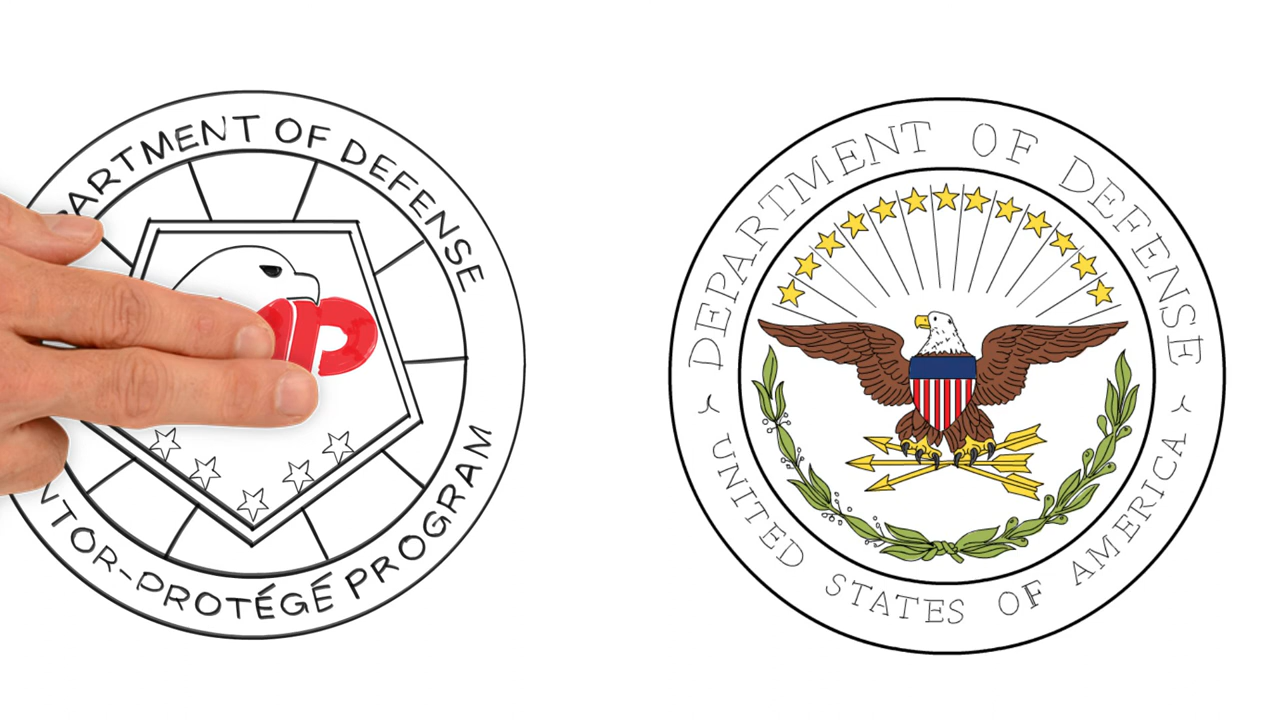 PARTMENT OF DEFENSE
NTOR-PROTÉGÉ PROGRAM
DEPARTMENT OF DEFENSE
UNITED STATES OF AMERICA